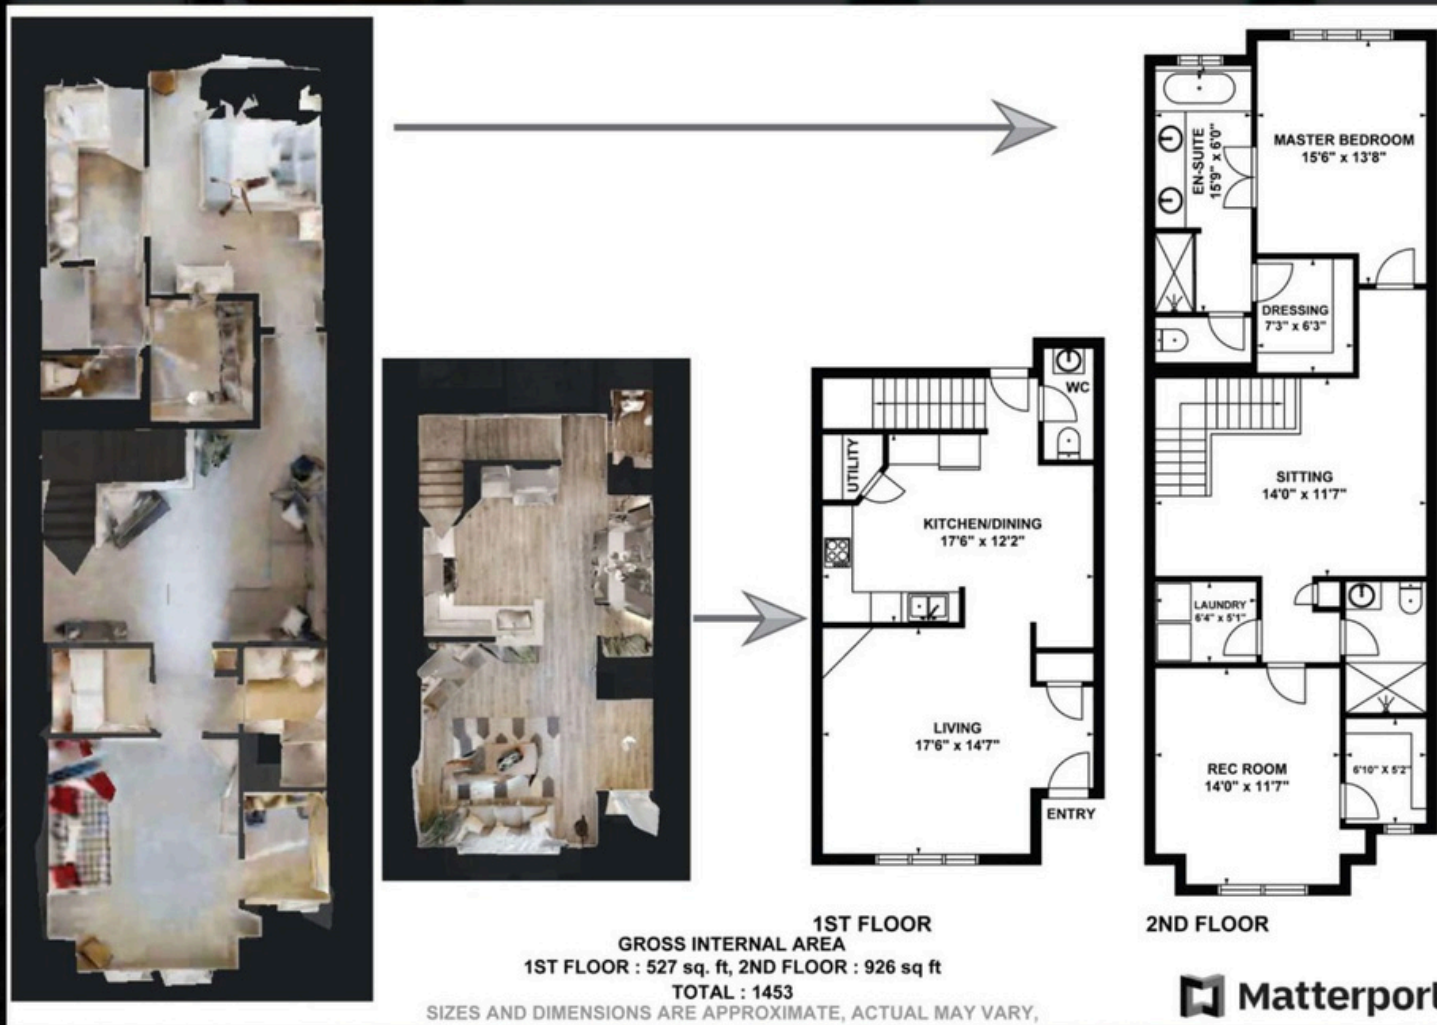 MASTER BEDROOM
15'6" x 13'8"
EN-SUITE
15'9" x 6'0"
DRESSING
7'3" x 6'3"
SITTING
14'0" x 11'7"
LAUNDRY
6'4" x 5'1"
REC ROOM
14'0" x 11'7"
6'10" X 5'2"
WC
UTILITY
KITCHEN/DINING
17'6" x 12'2"
LIVING
17'6" x 14'7"
ENTRY
1ST FLOOR
2ND FLOOR
GROSS INTERNAL AREA
1ST FLOOR : 527 sq. ft, 2ND FLOOR : 926 sq ft
TOTAL : 1453
SIZES AND DIMENSIONS ARE APPROXIMATE, ACTUAL MAY VARY,
Matterport